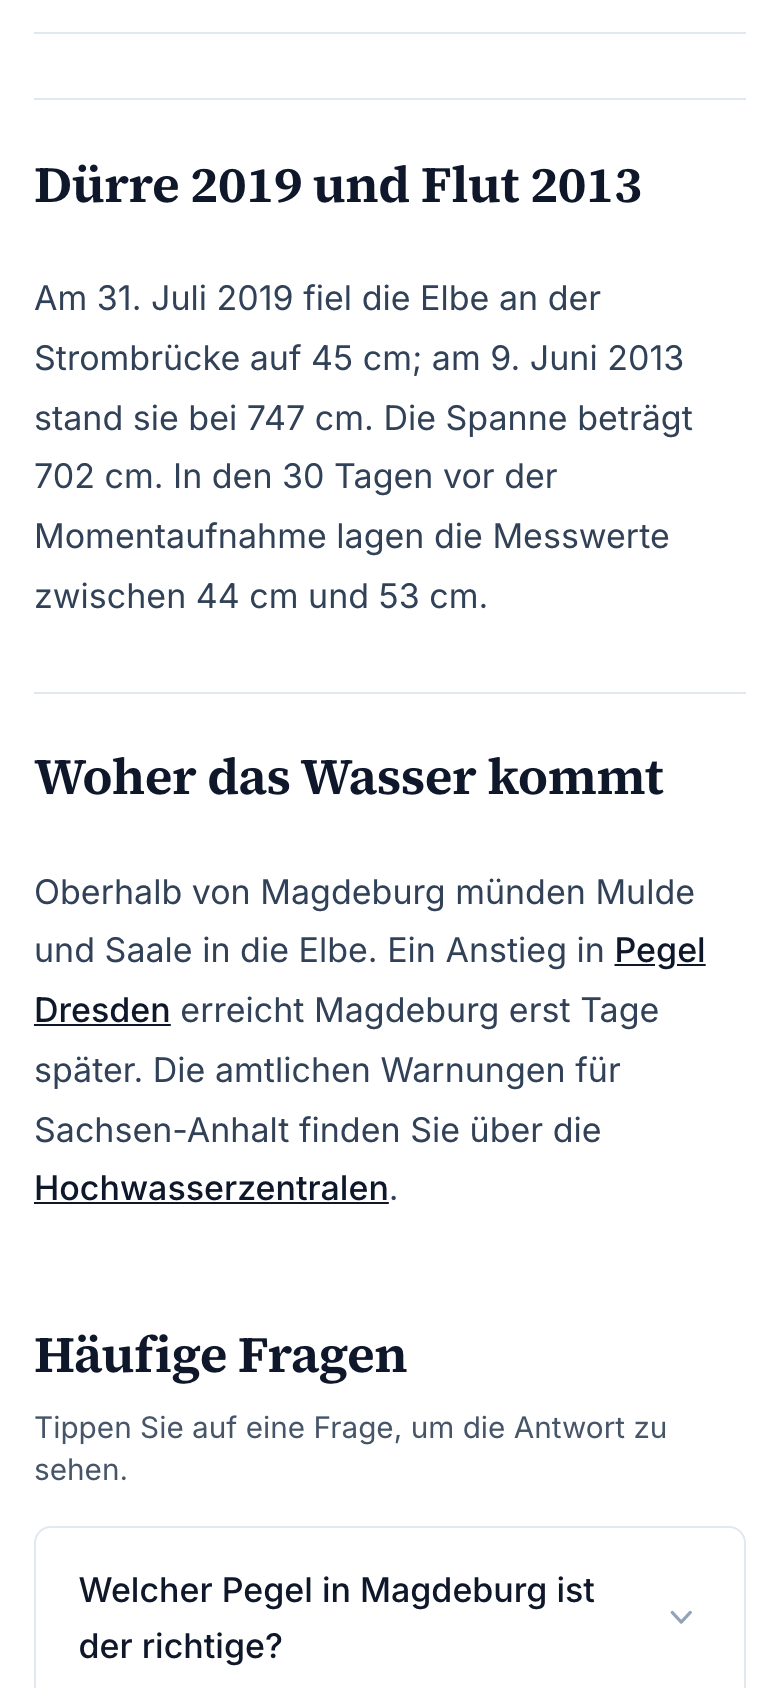 Dürre 2019 und Flut 2013
Am 31. Juli 2019 fiel die Elbe an der
Strombrücke auf 45 cm; am 9. Juni 2013
stand sie bei 747 cm. Die Spanne beträgt
702 cm. In den 30 Tagen vor der
Momentaufnahme lagen die Messwerte
zwischen 44 cm und 53 cm.
Woher das Wasser kommt
Oberhalb von Magdeburg münden Mulde
und Saale in die Elbe. Ein Anstieg in Pegel
Dresden erreicht Magdeburg erst Tage
später. Die amtlichen Warnungen für
Sachsen-Anhalt finden Sie über die
Hochwasserzentralen.
Häufige Fragen
Tippen Sie auf eine Frage, um die Antwort zu
sehen.
Welcher Pegel in Magdeburg ist
der richtige?